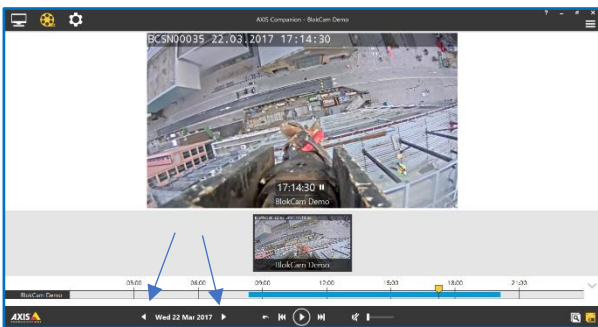 AXIS Companion - BlokCam Demo
BCSN00035 22.03.2017 17:14:30
17:14:30
BlokCam Demo
BlokCam Demo
03:00 06:00 09:00 12:00 15:00 18:00 21:00
BlokCam Demo
AXIS Wed 22 Mar 2017